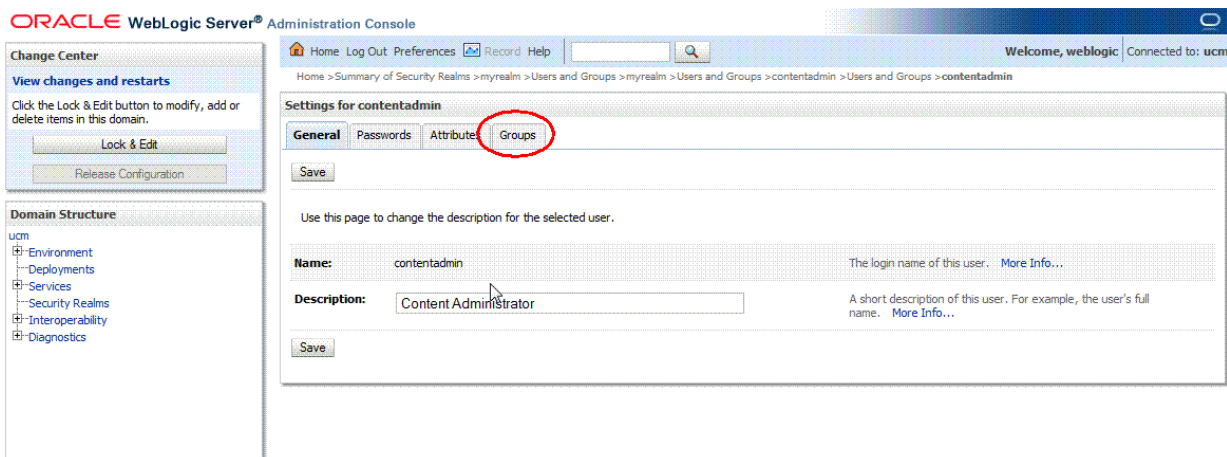 ORACLE WebLogic Server® Administration Console
Change Center
View changes and restarts
Click the Lock & Edit button to modify, add or
delete items in this domain.
Lock & Edit
Release Configuration
Domain Structure
ucm
Environment
Deployments
Services
Security Realms
Interoperability
Diagnostics
Home Log Out Preferences Record Help
Welcome, weblogic Connected to: ucm
Home >Summary of Security Realms >myrealm >Users and Groups >myrealm >Users and Groups >contentadmin >Users and Groups >contentadmin
Settings for contentadmin
General Passwords Attributes Groups
Save
Use this page to change the description for the selected user.
Name: contentadmin The login name of this user. More Info...
Description: Content Administrator A short description of this user. For example, the user's full
name. More Info...
Save